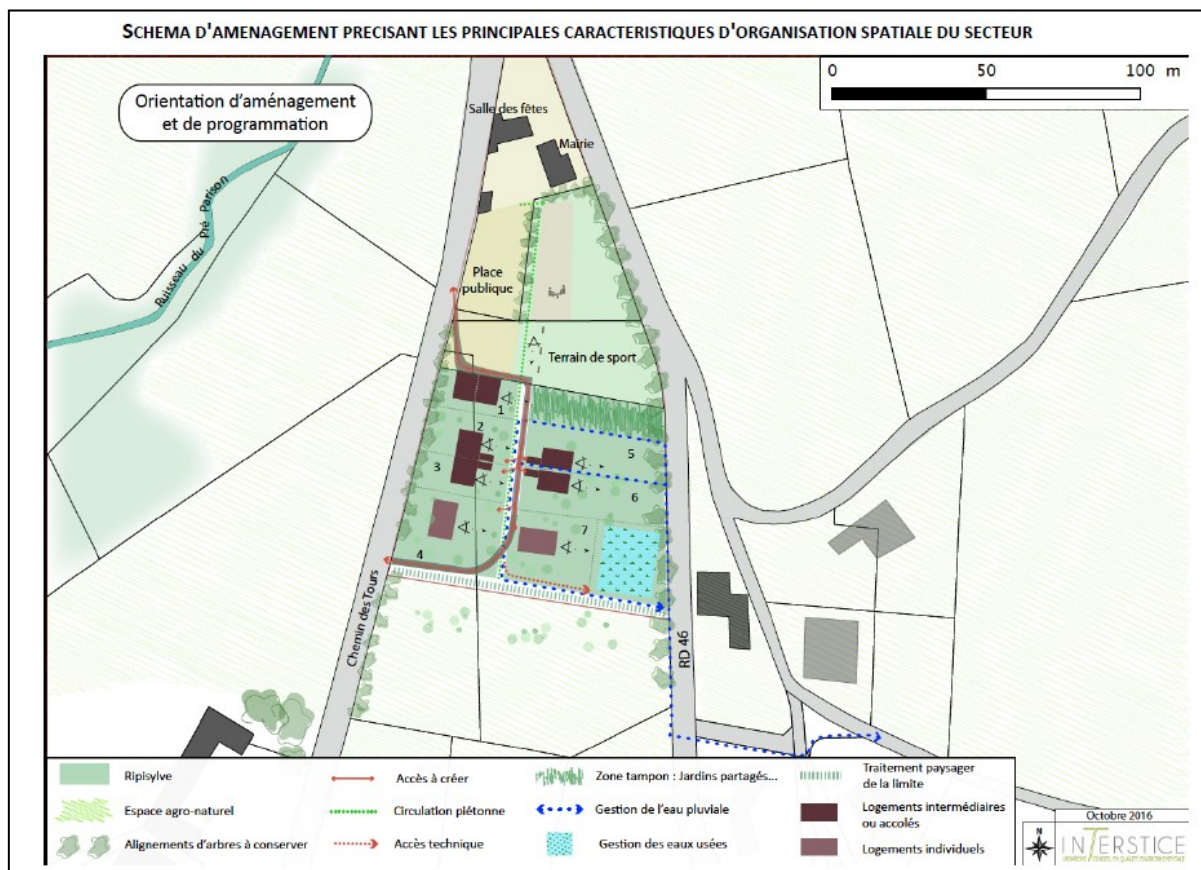 SCHEMA D'AMENAGEMENT PRECISANT LES PRINCIPALES CARACTERISTIQUES D'ORGANISATION SPATIALE DU SECTEUR
Orientation d'aménagement
et de programmation
0 50 100 m
Salle des fêtes
Mairie
Ruisseau du Pié Parison
Place
publique
Terrain de sport
1
2
3
4
5
6
7
Chemin des Tours
RD 46
Ripisylve
Espace agro-naturel
Alignements d'arbres à conserver
Accès à créer
Circulation piétonne
Accès technique
Zone tampon : Jardins partagés...
Gestion de l'eau pluviale
Gestion des eaux usées
Traitement paysager
de la limite
Logements intermédiaires
ou accolés
Logements individuels
Octobre 2016
N
INTERSTICE